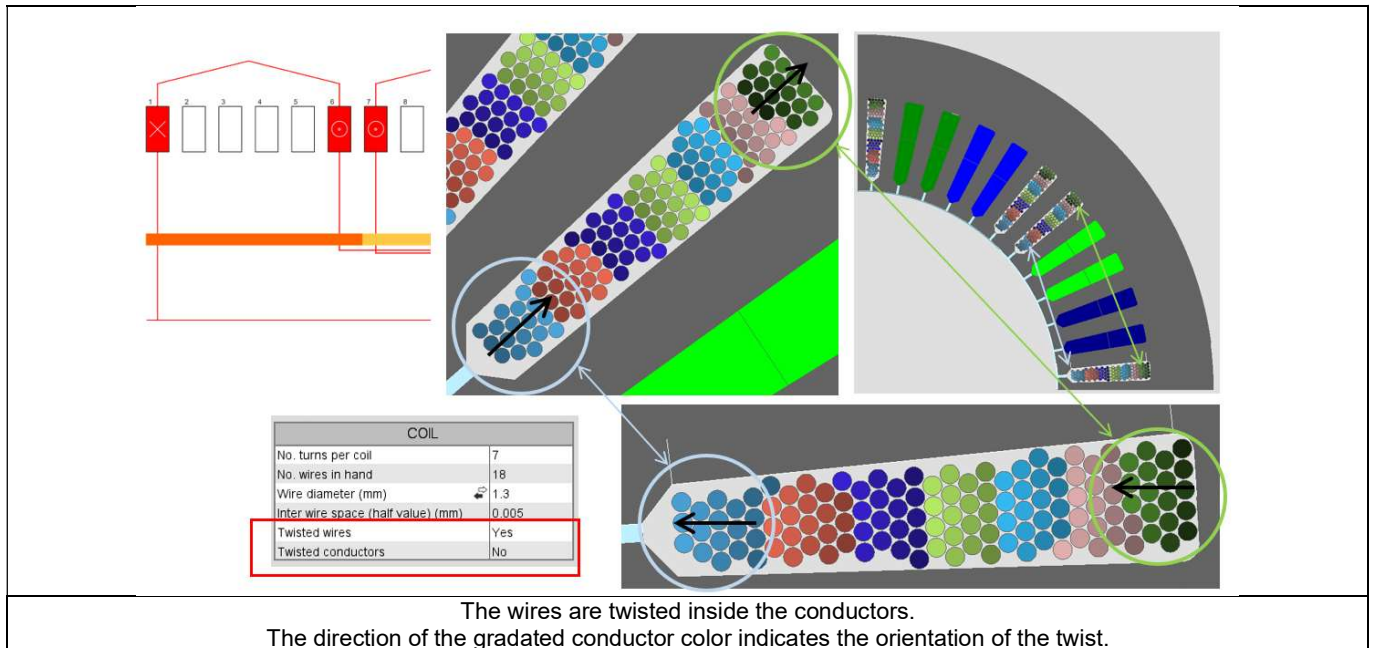 1 2 3 4 5 6 7 8
COIL
No. turns per coil 7
No. wires in hand 18
Wire diameter (mm) 1.3
Inter wire space (half value) (mm) 0.005
Twisted wires Yes
Twisted conductors No
The wires are twisted inside the conductors.
The direction of the gradated conductor color indicates the orientation of the twist.